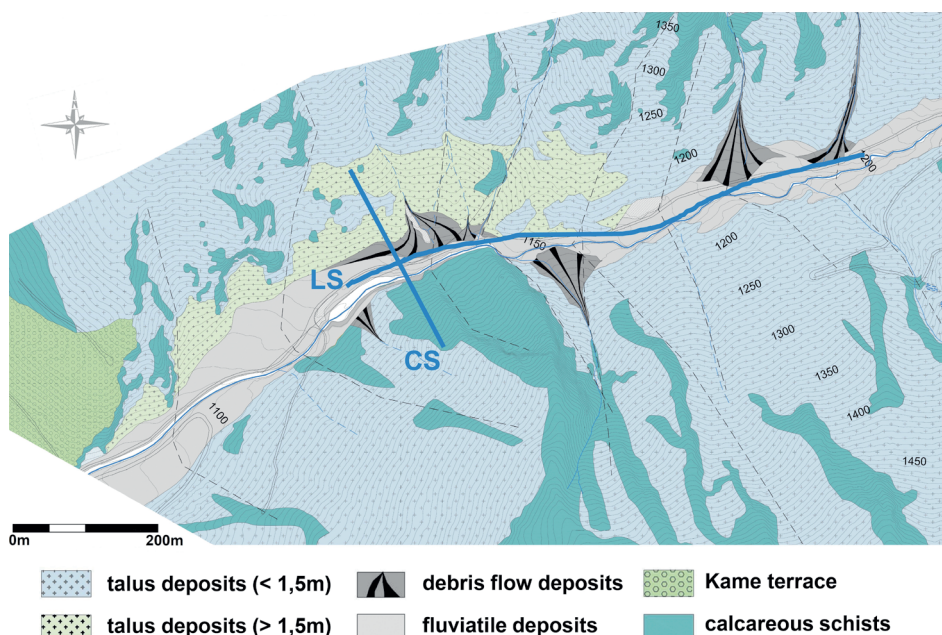 1350
1300
1250
1200
1200
1150
1200
1250
1300
1350
1400
1450
LS
CS
1100
0m 200m
talus deposits (< 1,5m)
debris flow deposits
Kame terrace
talus deposits (> 1,5m)
fluviatile deposits
calcareous schists